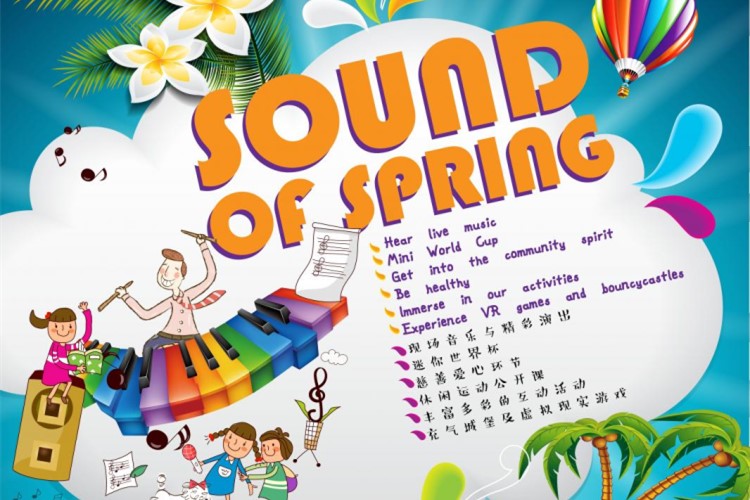 SOUND
OF SPRING
Hear live music
Mini World Cup
Get into the community spirit
Be healthy
Immerse in our activities
Experience VR games and bouncycastles
现场音乐与精彩演出
迷你世界杯
慈善爱心环节
休闲运动公开课
丰富多彩的互动活动
充气城堡及虚拟现实游戏